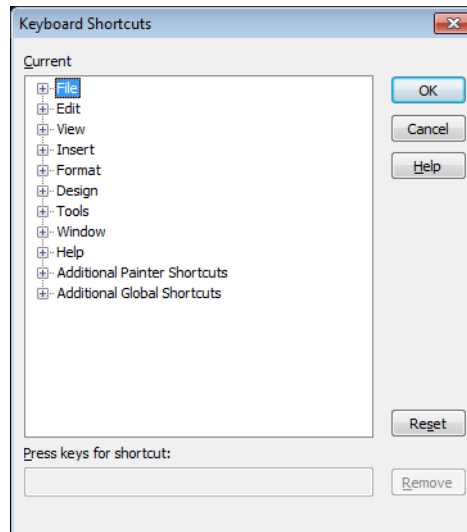 Keyboard Shortcuts
Current
File
Edit
View
Insert
Format
Design
Tools
Window
Help
Additional Painter Shortcuts
Additional Global Shortcuts
OK
Cancel
Help
Reset
Press keys for shortcut:
Remove